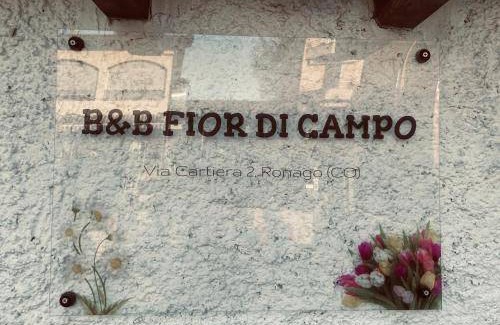 B&B FIOR DI CAMPO
Via Cartiera 2, Ronago (CO)